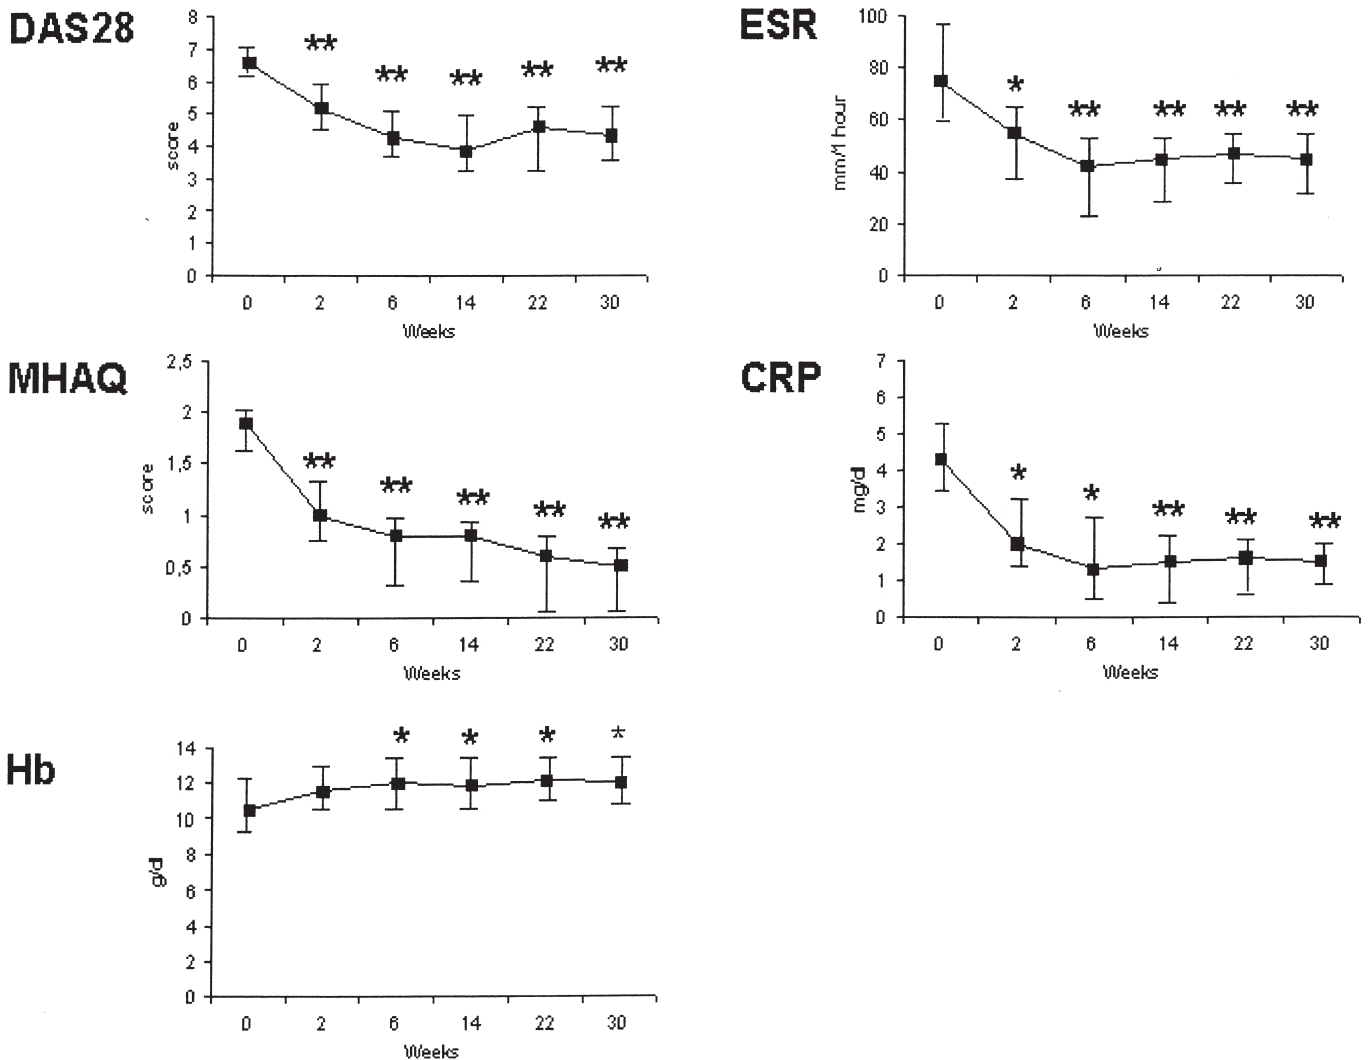 DAS28
8
7
6
5
4
3
2
1
0
score
** ** ** ** **
0 2 6 14 22 30
Weeks
ESR
100
80
60
40
20
0
mm/1 hour
* ** ** ** **
0 2 6 14 22 30
Weeks
MHAQ
2,5
2
1,5
1
0,5
0
score
** ** ** ** **
0 2 6 14 22 30
Weeks
CRP
7
6
5
4
3
2
1
0
mg/d
* * ** ** **
0 2 6 14 22 30
Weeks
Hb
14
12
10
8
6
4
2
0
g/d
* * * *
0 2 6 14 22 30
Weeks